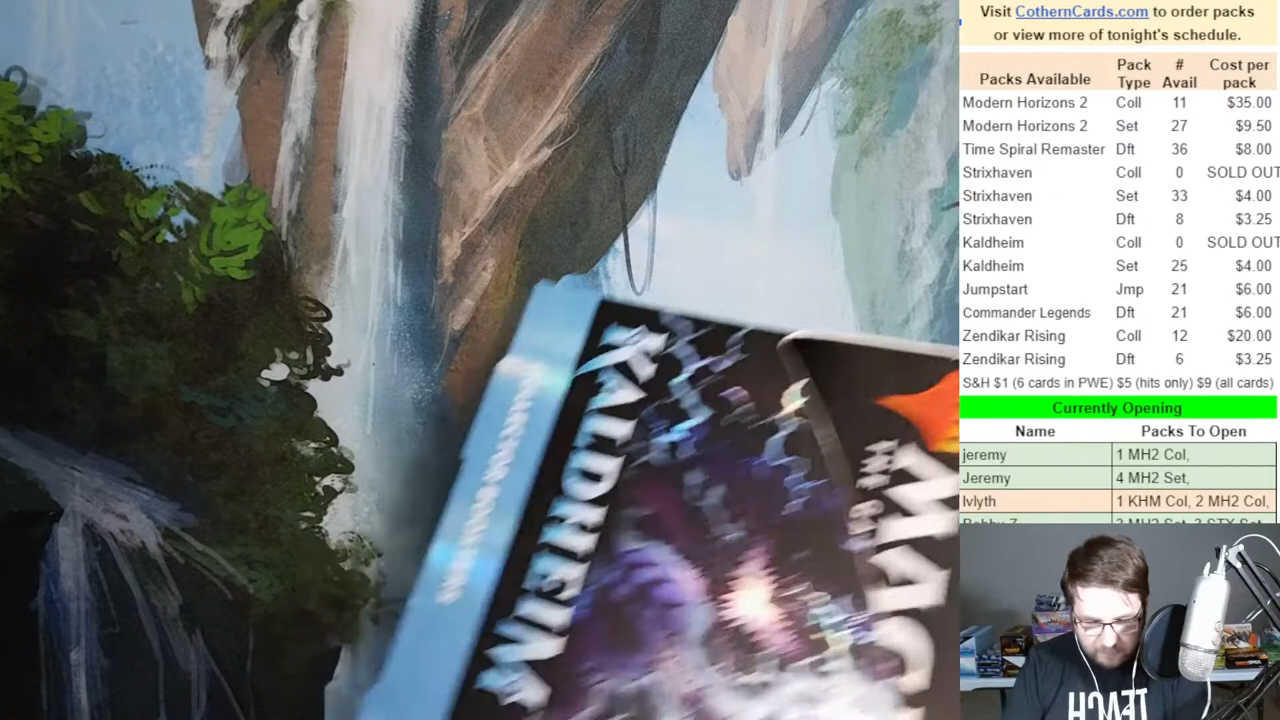 Visit CothernCards.com to order packs
or view more of tonight's schedule.
Packs Available Pack Type # Avail Cost per pack
Modern Horizons 2 Coll 11 $35.00
Modern Horizons 2 Set 27 $9.50
Time Spiral Remaster Dft 36 $8.00
Strixhaven Coll 0 SOLD OUT
Strixhaven Set 33 $4.00
Strixhaven Dft 8 $3.25
Kaldheim Coll 0 SOLD OUT
Kaldheim Set 25 $4.00
Jumpstart Jmp 21 $6.00
Commander Legends Dft 21 $6.00
Zendikar Rising Coll 12 $20.00
Zendikar Rising Dft 6 $3.25
S&H $1 (6 cards in PWE) $5 (hits only) $9 (all cards)
Currently Opening
Name Packs To Open
jeremy 1 MH2 Col,
Jeremy 4 MH2 Set,
lvlyth 1 KHM Col, 2 MH2 Col,
KALDHEIM
MAGIC
TEACH